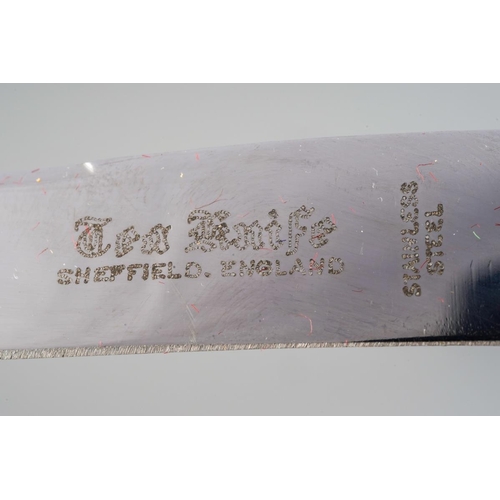 Tea Knife
SHEFFIELD, ENGLAND
STAINLESS
STEEL